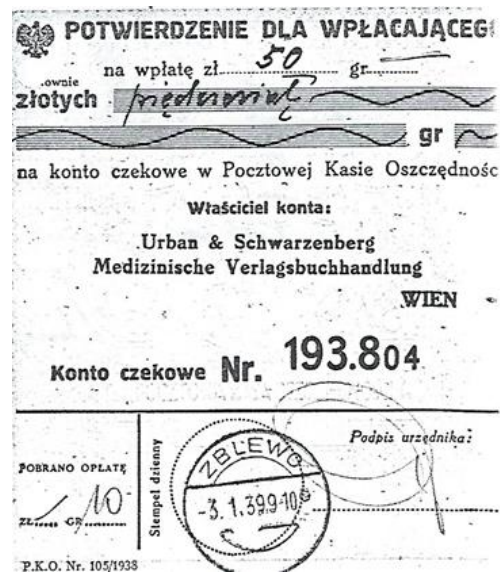 POTWIERDZENIE DLA WPŁACAJĄCEG
na wpłatę zł 50 gr
ownie
złotych pięćdziesiąt
gr
na konto czekowe w Pocztowej Kasie Oszczędnośc
Właściciel konta:
Urban & Schwarzenberg
Medizinische Verlagsbuchhandlung
WIEN
Konto czekowe Nr. 193.804
Podpis urzędnika:
POBRANO OPŁATĘ
ZŁ GR 10
Stempel dzienny
ZBLEWO
-3.1.39.9-10
P.K.O. Nr. 105/1938